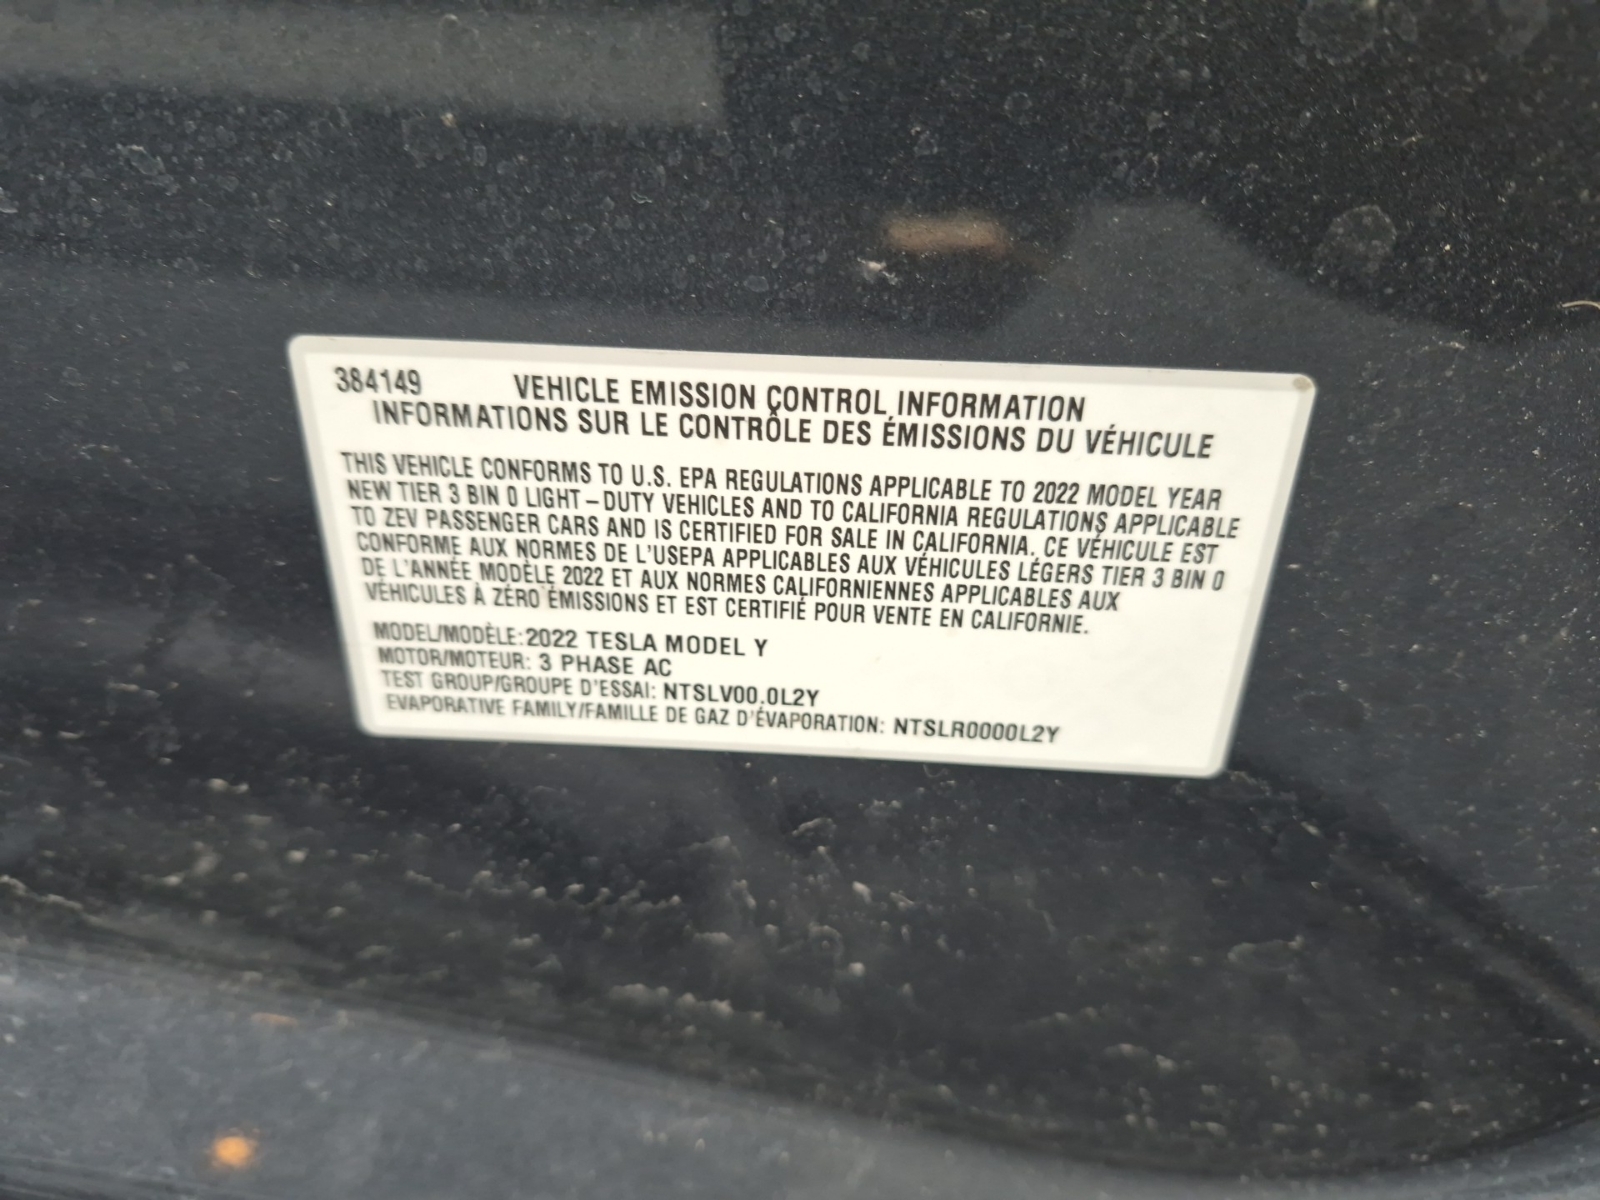 384149 VEHICLE EMISSION CONTROL INFORMATION
INFORMATIONS SUR LE CONTRÔLE DES ÉMISSIONS DU VÉHICULE
THIS VEHICLE CONFORMS TO U.S. EPA REGULATIONS APPLICABLE TO 2022 MODEL YEAR
NEW TIER 3 BIN 0 LIGHT-DUTY VEHICLES AND TO CALIFORNIA REGULATIONS APPLICABLE
TO ZEV PASSENGER CARS AND IS CERTIFIED FOR SALE IN CALIFORNIA. CE VÉHICULE EST
CONFORME AUX NORMES DE L'USEPA APPLICABLES AUX VÉHICULES LÉGERS TIER 3 BIN 0
DE L'ANNÉE MODÈLE 2022 ET AUX NORMES CALIFORNIENNES APPLICABLES AUX
VÉHICULES À ZÉRO ÉMISSIONS ET EST CERTIFIÉ POUR VENTE EN CALIFORNIE.
MODEL/MODÈLE: 2022 TESLA MODEL Y
MOTOR/MOTEUR: 3 PHASE AC
TEST GROUP/GROUPE D'ESSAI: NTSLV00.0L2Y
EVAPORATIVE FAMILY/FAMILLE DE GAZ D'ÉVAPORATION: NTSLR0000L2Y